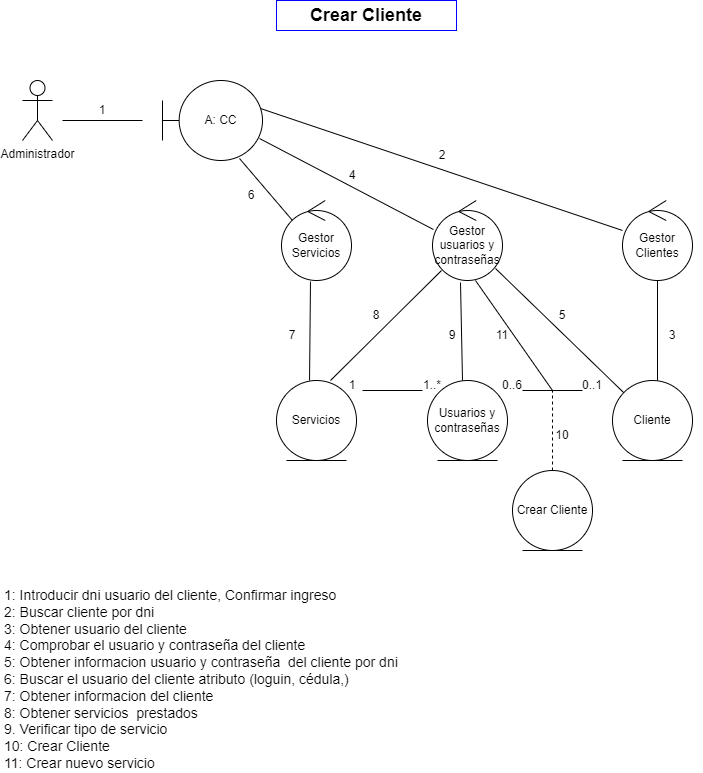 Crear Cliente
1
A: CC
Administrador
2
4
6
Gestor
Servicios
Gestor
usuarios y
contraseñas
Gestor
Clientes
8
5
7
9
11
3
1
1..*
0..6
0..1
Servicios
Usuarios y
contraseñas
Cliente
10
Crear Cliente
1: Introducir dni usuario del cliente, Confirmar ingreso
2: Buscar cliente por dni
3: Obtener usuario del cliente
4: Comprobar el usuario y contraseña del cliente
5: Obtener informacion usuario y contraseña  del cliente por dni
6: Buscar el usuario del cliente atributo (loguin, cédula,)
7: Obtener informacion del cliente
8: Obtener servicios  prestados
9. Verificar tipo de servicio
10: Crear Cliente
11: Crear nuevo servicio